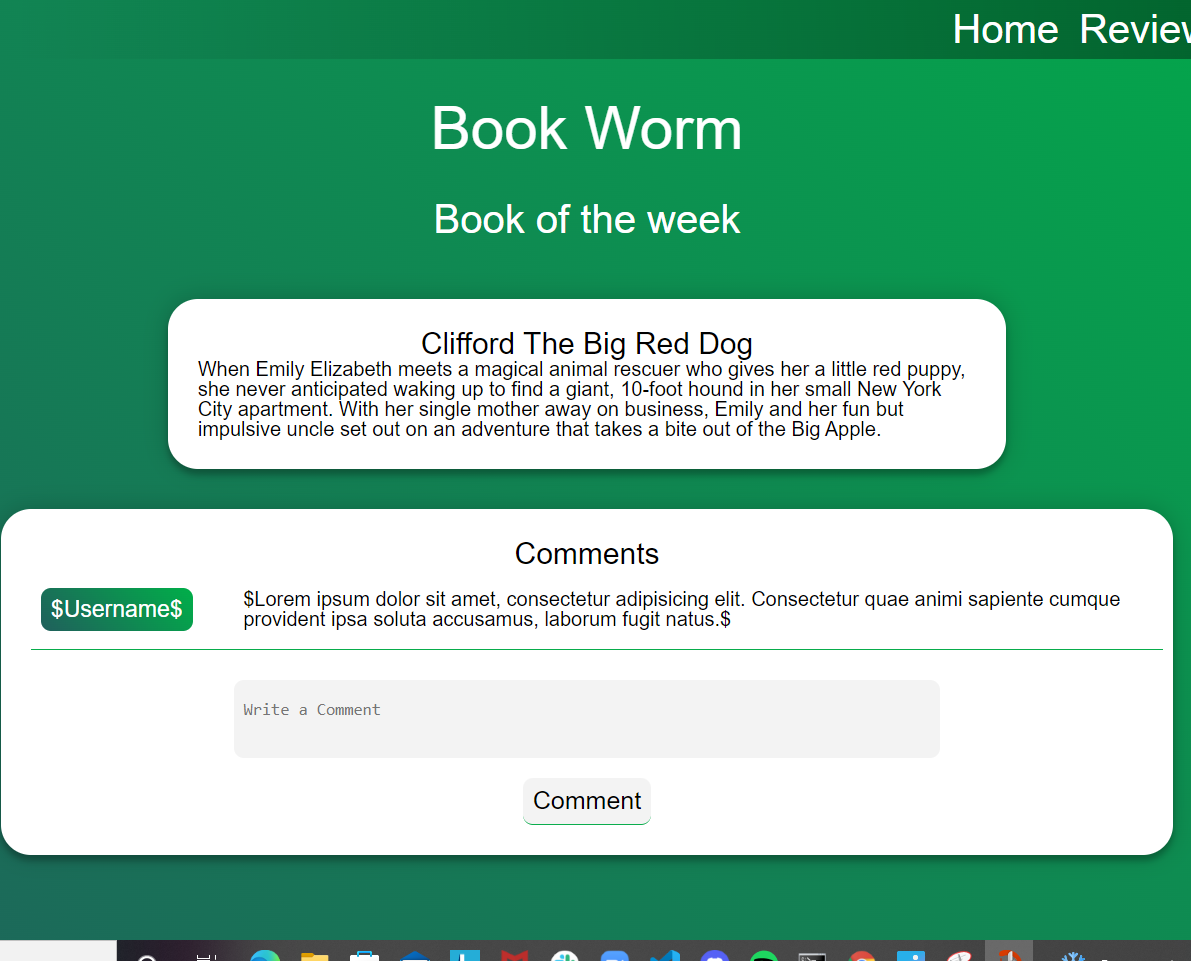 Home Review
Book Worm
Book of the week
Clifford The Big Red Dog
When Emily Elizabeth meets a magical animal rescuer who gives her a little red puppy,
she never anticipated waking up to find a giant, 10-foot hound in her small New York
City apartment. With her single mother away on business, Emily and her fun but
impulsive uncle set out on an adventure that takes a bite out of the Big Apple.
Comments
$Username$
$Lorem ipsum dolor sit amet, consectetur adipisicing elit. Consectetur quae animi sapiente cumque
provident ipsa soluta accusamus, laborum fugit natus.$
Write a Comment
Comment